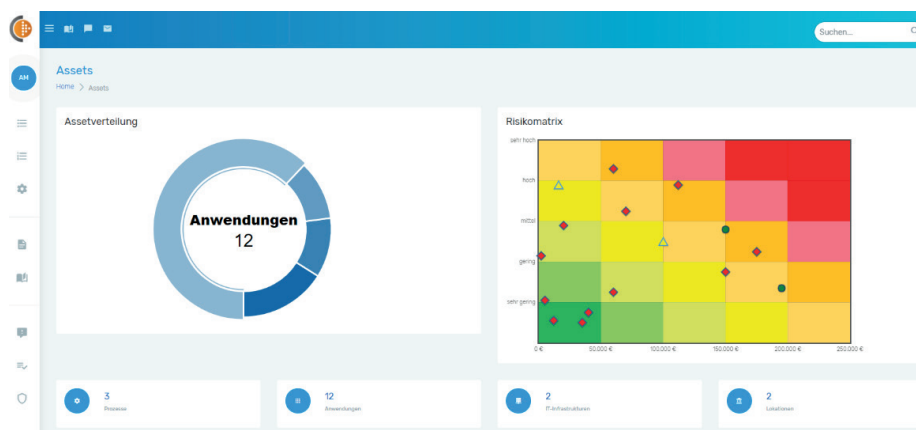 Suchen...
AM
Assets
Home > Assets
Assetverteilung
Anwendungen
12
Risikomatrix
sehr hoch
hoch
mittel
gering
sehr gering
0 €
50.000 €
100.000 €
150.000 €
200.000 €
250.000 €
3
Prozesse
12
Anwendungen
2
IT-Infrastrukturen
2
Lokationen